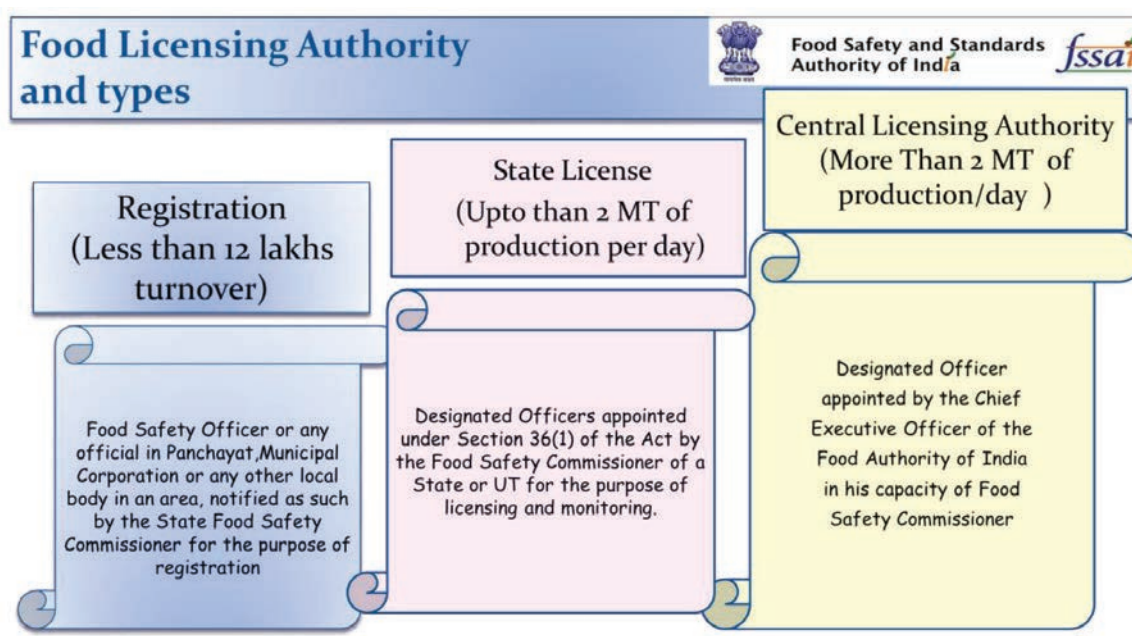 Food Licensing Authority
and types
Food Safety and Standards
Authority of India
fssai
Registration
(Less than 12 lakhs
turnover)
Food Safety Officer or any
official in Panchayat,Municipal
Corporation or any other local
body in an area, notified as such
by the State Food Safety
Commissioner for the purpose of
registration
State License
(Upto than 2 MT of
production per day)
Designated Officers appointed
under Section 36(1) of the Act by
the Food Safety Commissioner of a
State or UT for the purpose of
licensing and monitoring.
Central Licensing Authority
(More Than 2 MT of
production/day )
Designated Officer
appointed by the Chief
Executive Officer of the
Food Authority of India
in his capacity of Food
Safety Commissioner